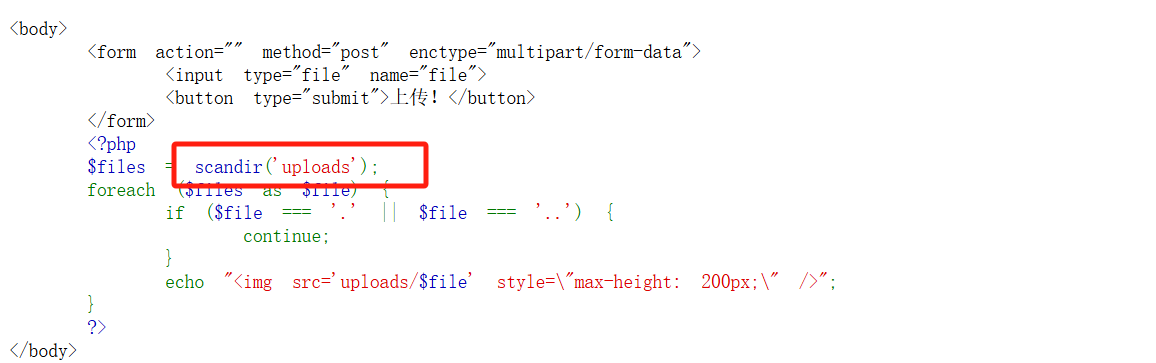 <body>
<form action="" method="post" enctype="multipart/form-data">
<input type="file" name="file">
<button type="submit">上传！</button>
</form>
<?php
$files = scandir('uploads');
foreach ($files as $file) {
if ($file === '.' || $file === '..') {
continue;
}
echo "<img src='uploads/$file' style=\"max-height: 200px;\" />";
}
?>
</body>